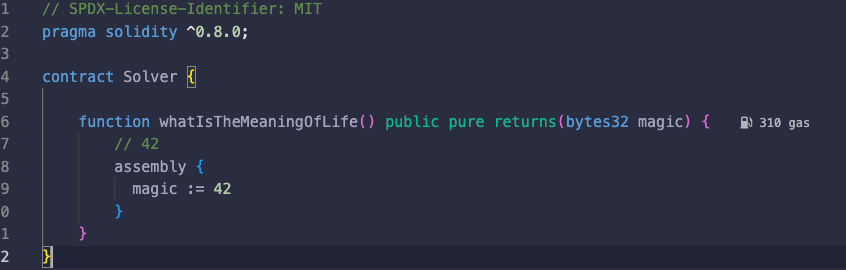 1 // SPDX-License-Identifier: MIT
2 pragma solidity ^0.8.0;
3
4 contract Solver {
5
6 function whatIsTheMeaningOfLife() public pure returns(bytes32 magic) { 310 gas
7 // 42
8 assembly {
9 magic := 42
0 }
1 }
2 }